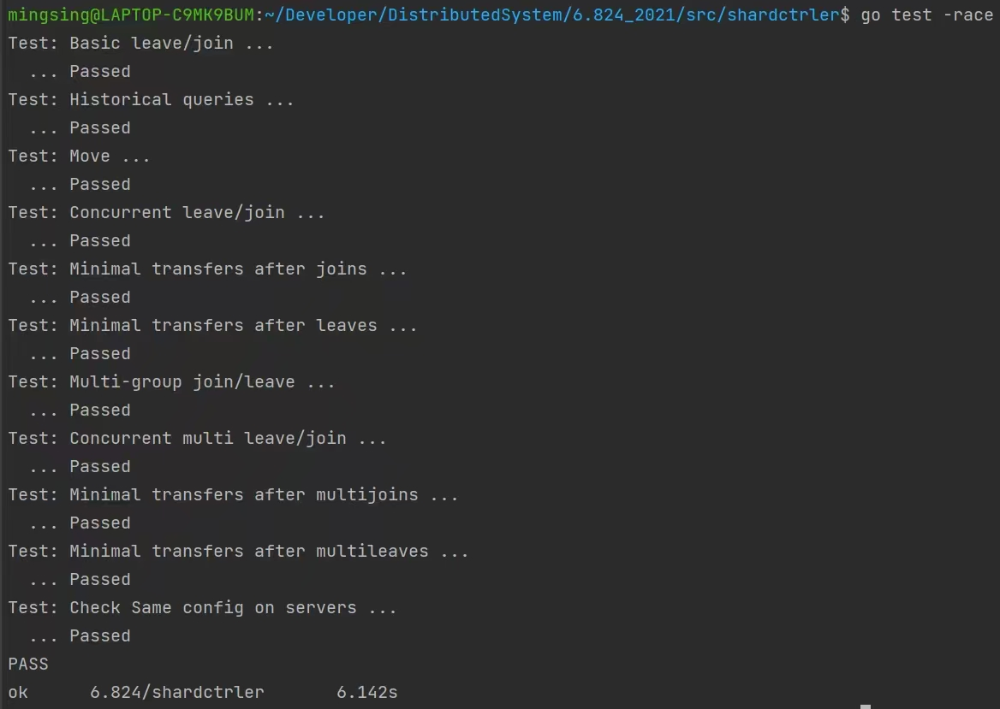 mingsing@LAPTOP-C9MK9BUM:~/Developer/DistributedSystem/6.824_2021/src/shardctrler$ go test -race
Test: Basic leave/join ...
  ... Passed
Test: Historical queries ...
  ... Passed
Test: Move ...
  ... Passed
Test: Concurrent leave/join ...
  ... Passed
Test: Minimal transfers after joins ...
  ... Passed
Test: Minimal transfers after leaves ...
  ... Passed
Test: Multi-group join/leave ...
  ... Passed
Test: Concurrent multi leave/join ...
  ... Passed
Test: Minimal transfers after multijoins ...
  ... Passed
Test: Minimal transfers after multileaves ...
  ... Passed
Test: Check Same config on servers ...
  ... Passed
PASS
ok      6.824/shardctrler       6.142s